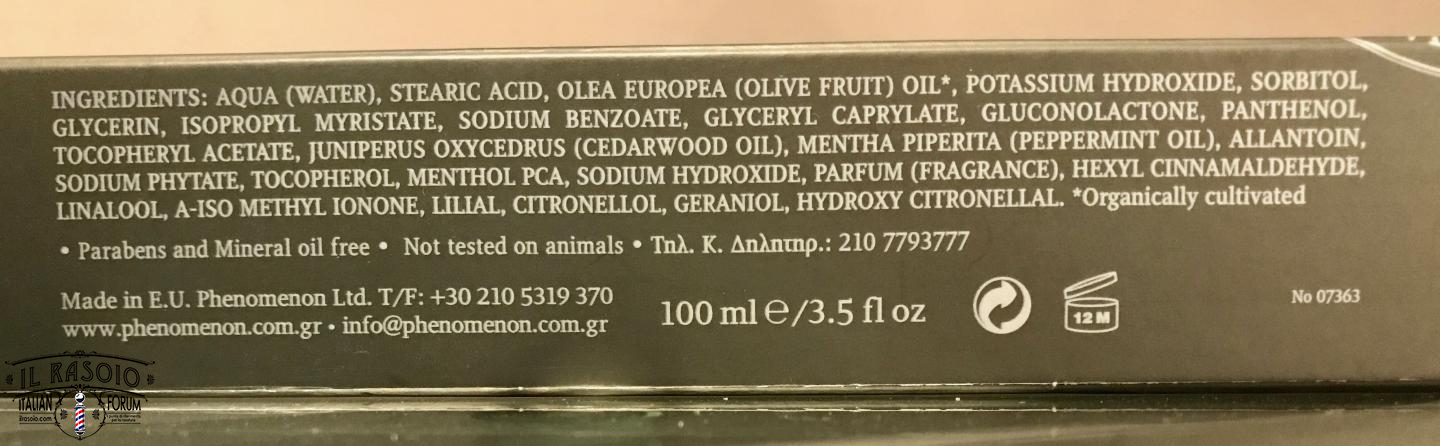 INGREDIENTS: AQUA (WATER), STEARIC ACID, OLEA EUROPEA (OLIVE FRUIT) OIL*, POTASSIUM HYDROXIDE, SORBITOL,
GLYCERIN, ISOPROPYL MYRISTATE, SODIUM BENZOATE, GLYCERYL CAPRYLATE, GLUCONOLACTONE, PANTHENOL,
TOCOPHERYL ACETATE, JUNIPERUS OXYCEDRUS (CEDARWOOD OIL), MENTHA PIPERITA (PEPPERMINT OIL), ALLANTOIN,
SODIUM PHYTATE, TOCOPHEROL, MENTHOL PCA, SODIUM HYDROXIDE, PARFUM (FRAGRANCE), HEXYL CINNAMALDEHYDE,
LINALOOL, A-ISO METHYL IONONE, LILIAL, CITRONELLOL, GERANIOL, HYDROXY CITRONELLAL. *Organically cultivated
• Parabens and Mineral oil free • Not tested on animals • Τηλ. Κ. Δηλητηρ.: 210 7793777
Made in E.U. Phenomenon Ltd. T/F: +30 210 5319 370
www.phenomenon.com.gr • info@phenomenon.com.gr
100 ml ℮/3.5 fl oz
12 M
No 07363
IL RASOIO
ITALIAN FORUM
ilrasoio.com